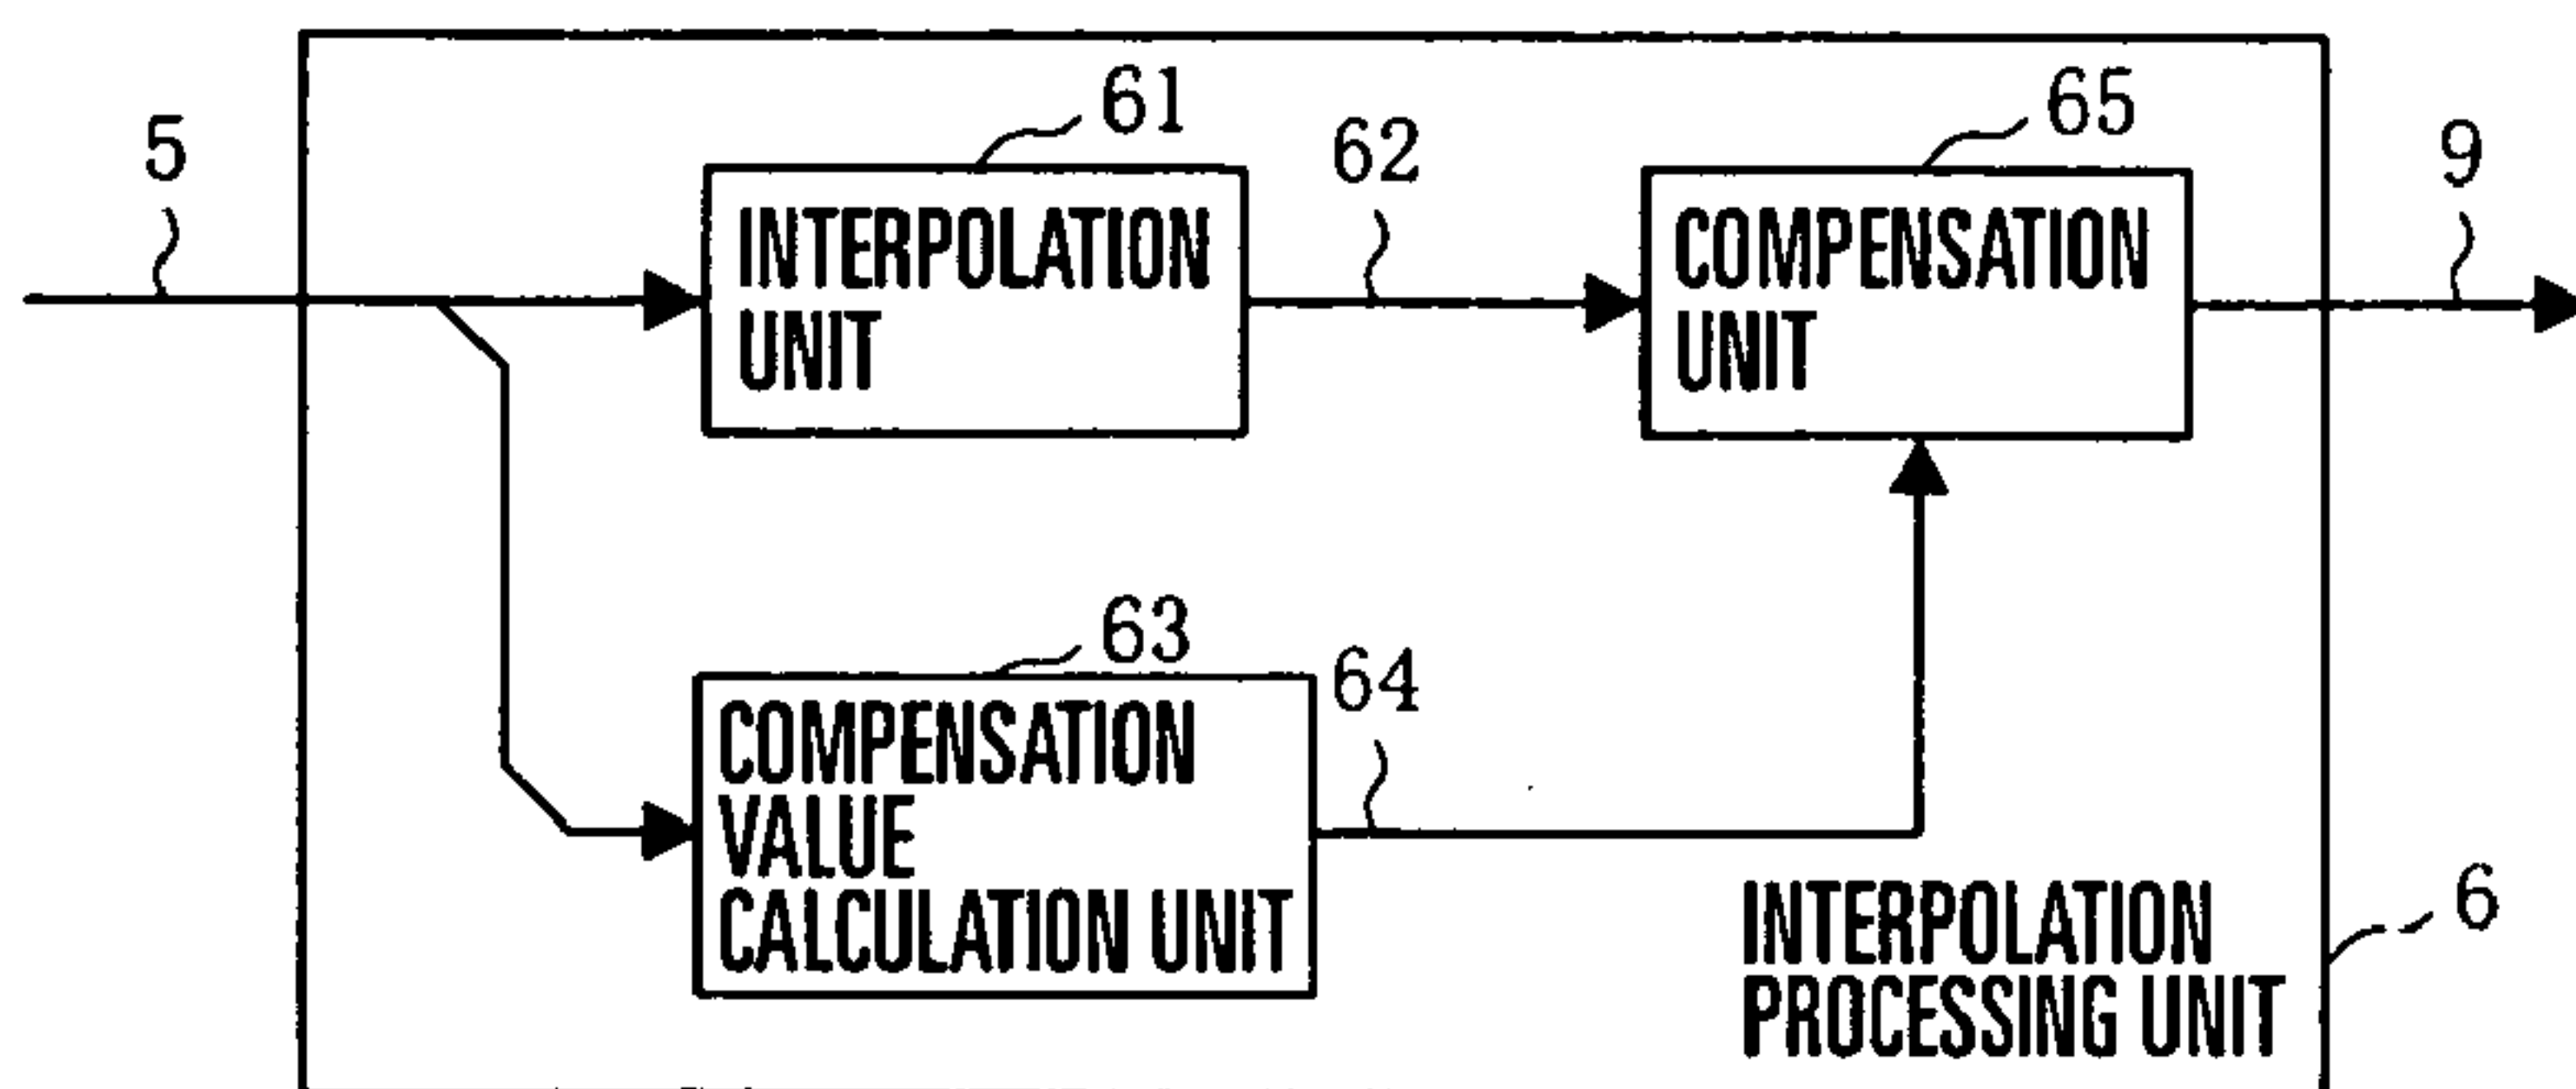 5
61
INTERPOLATION
UNIT
62
65
COMPENSATION
UNIT
9
63
COMPENSATION
VALUE
CALCULATION UNIT
64
INTERPOLATION
PROCESSING UNIT
6